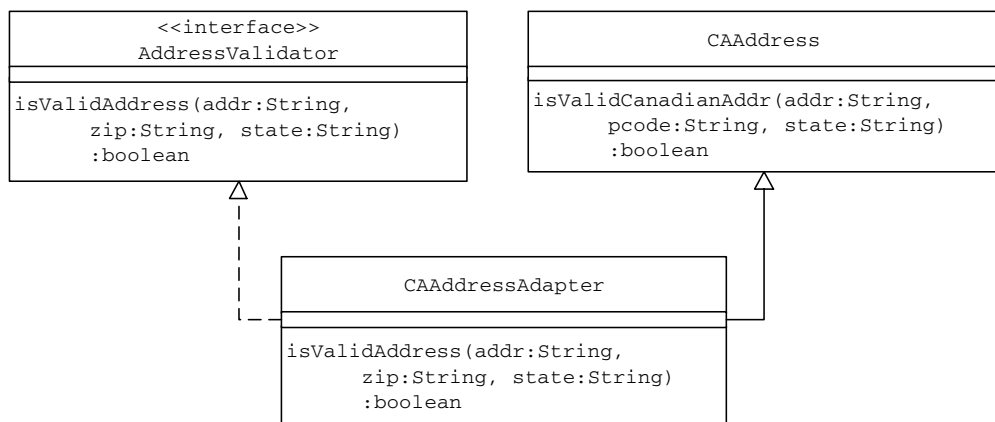 <<interface>>
AddressValidator
isValidAddress(addr:String,
zip:String, state:String)
:boolean
CAAddress
isValidCanadianAddr(addr:String,
pcode:String, state:String)
:boolean
CAAddressAdapter
isValidAddress(addr:String,
zip:String, state:String)
:boolean